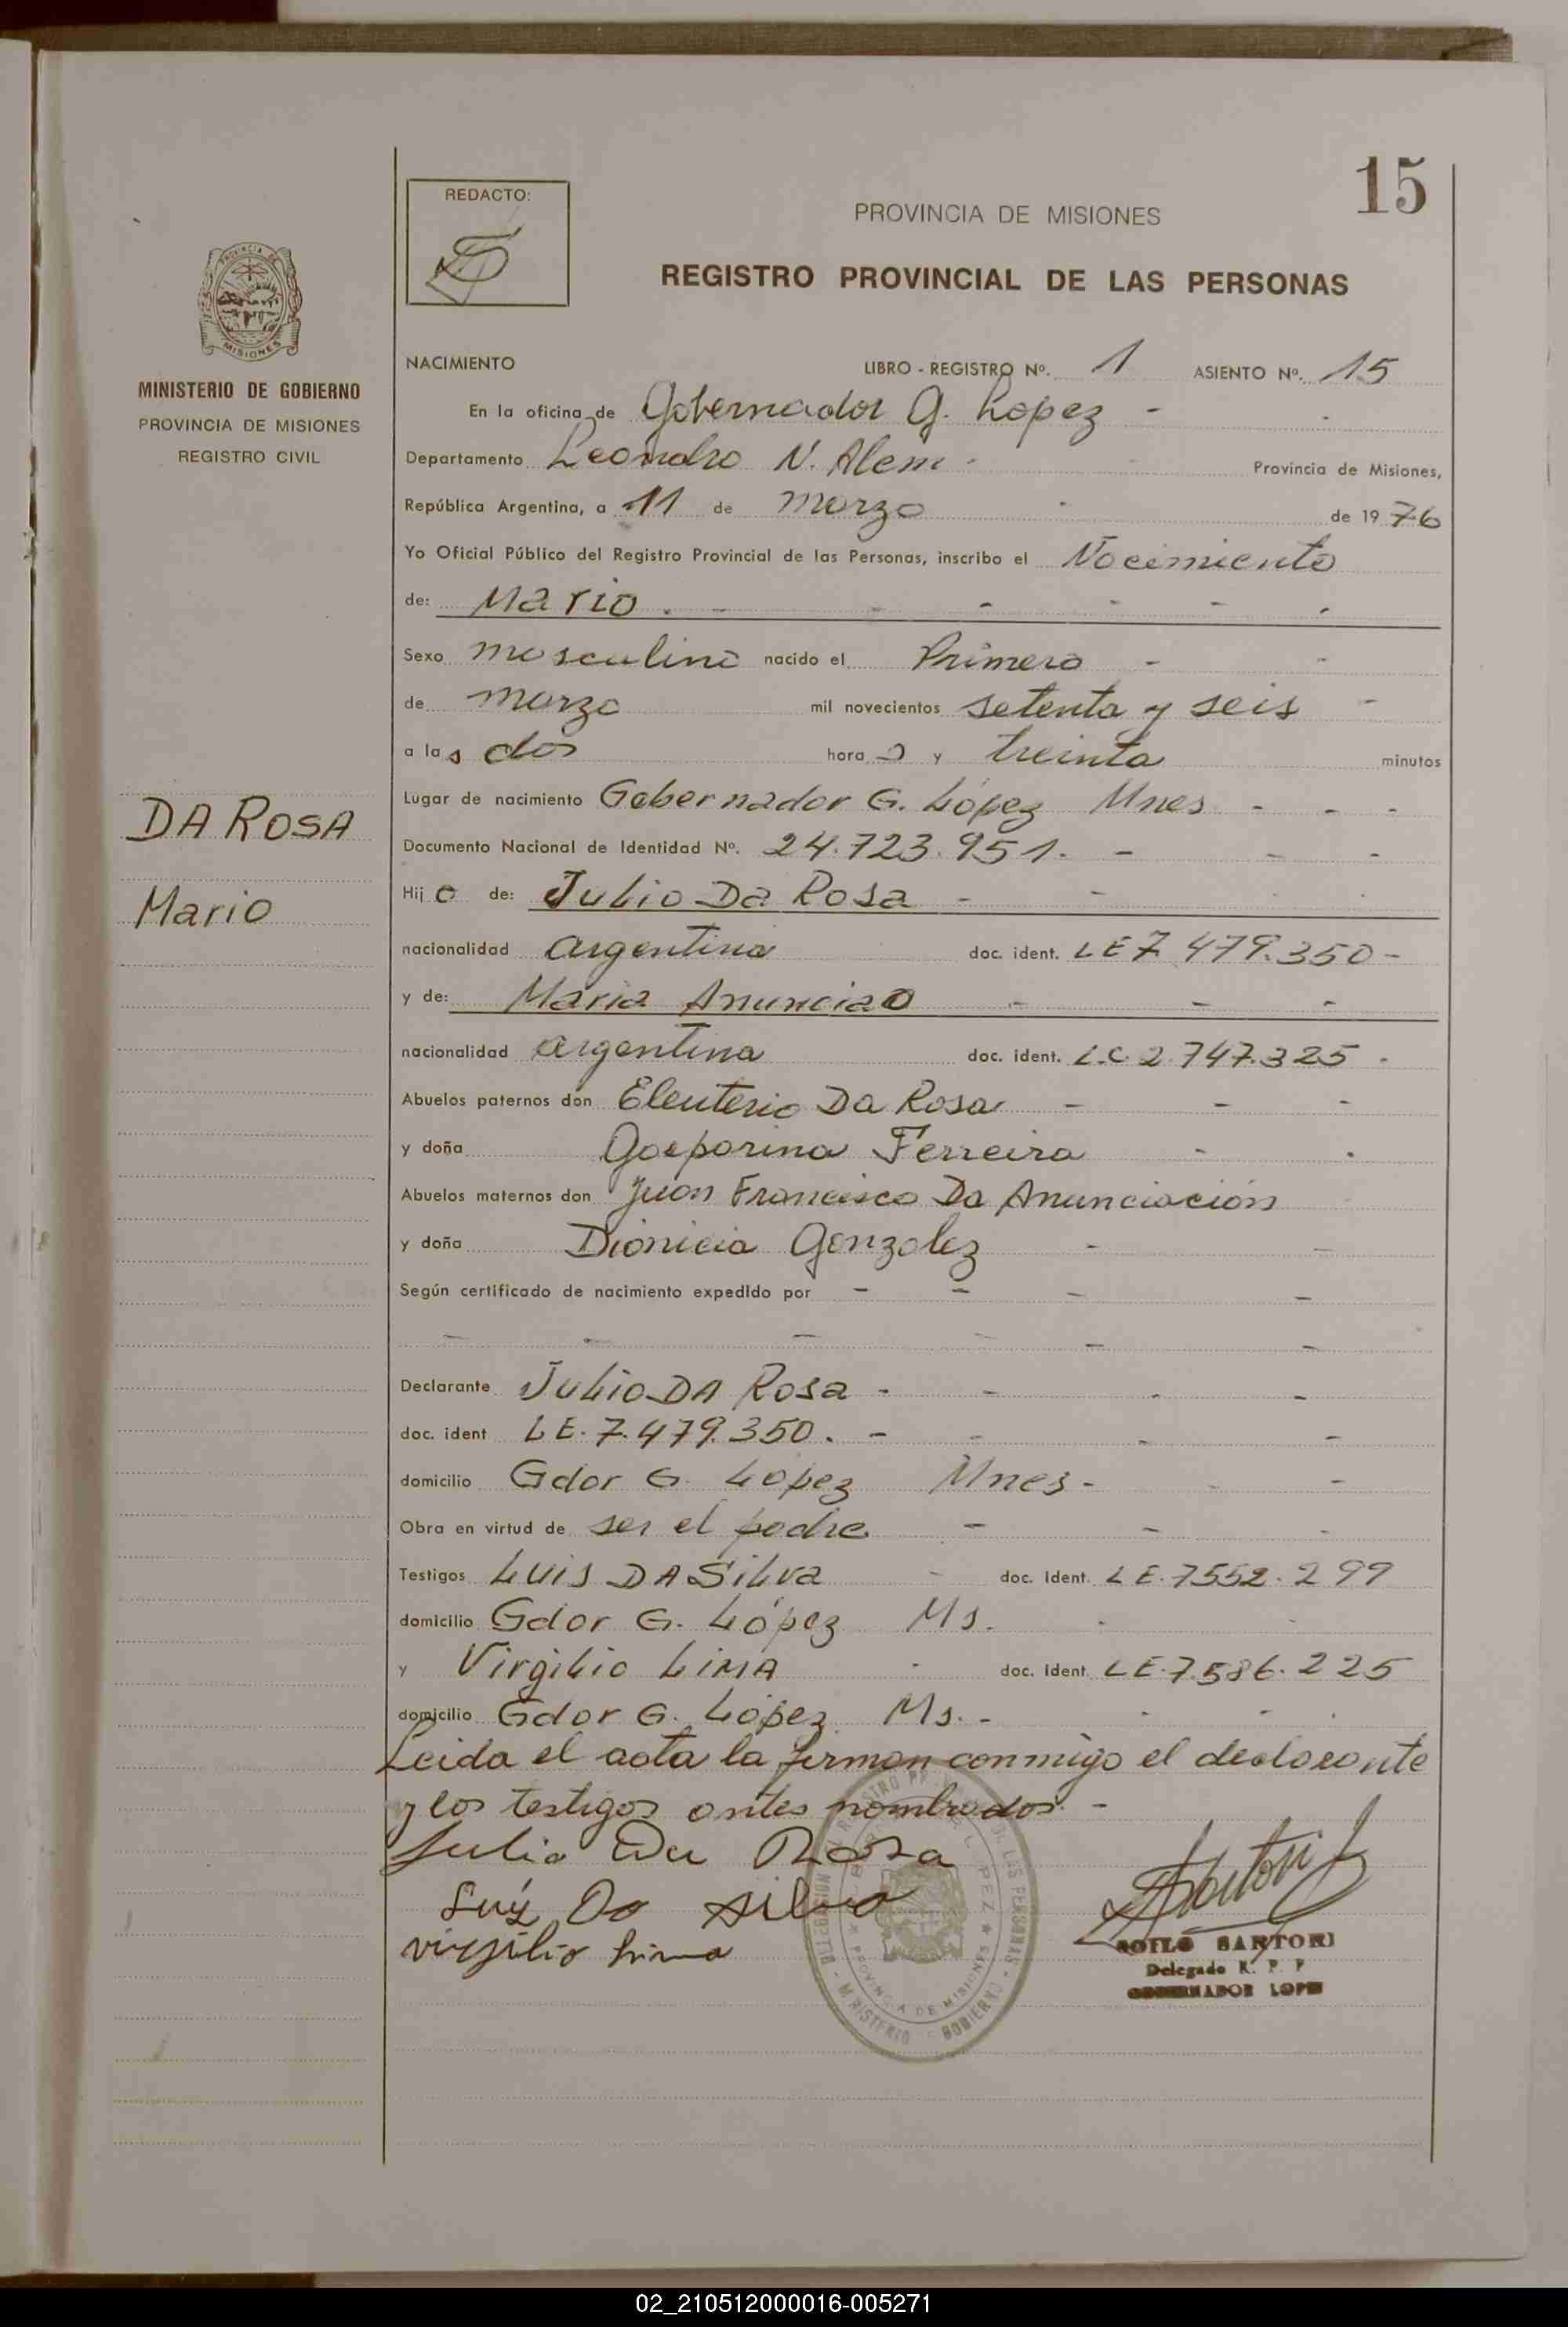 15
REDACTO:
PROVINCIA DE MISIONES
REGISTRO PROVINCIAL DE LAS PERSONAS
PROVINCIA DE
MISIONES
MINISTERIO DE GOBIERNO
PROVINCIA DE MISIONES
REGISTRO CIVIL
NACIMIENTO LIBRO - REGISTRO Nº. 1 ASIENTO Nº. 15
En la oficina de Gobernador G. Lopez -
Departamento Leandro N. Alem - Provincia de Misiones,
República Argentina, a 11 de marzo de 1976
Yo Oficial Público del Registro Provincial de las Personas, inscribo el Nacimiento
de: Mario. - - - - - -
Sexo masculino nacido el Primero - -
de marzo mil novecientos setenta y seis -
a las dos horas y treinta minutos
Lugar de nacimiento Gobernador G. López Mnes - - -
DA ROSA
Documento Nacional de Identidad Nº. 24.723.951. - - -
Mario
Hijo de: Julio Da Rosa - -
nacionalidad argentina doc. ident. LE 7 479.350 -
y de: Maria Anunciao - - -
nacionalidad argentina doc. ident. L.C. 2.747.325 -
Abuelos paternos don Eleuterio Da Rosa - - -
y doña Gasparina Ferreira - -
Abuelos maternos don Juan Francisco Da Anunciación
y doña Dionicia Gonzalez - -
Según certificado de nacimiento expedido por - - - -
- - - - - -
Declarante Julio DA Rosa - - - -
doc. ident LE. 7.479.350. - - - -
domicilio Gdor G. Lopez Mnes - - -
Obra en virtud de ser el padre - - -
Testigos Luis DA Silva - doc. Ident. LE. 7552.299
domicilio Gdor G. López Ms. -
y Virgilio LIMA - doc. Ident. LE. 7.586.225
domicilio Gdor G. López Ms. - - -
Leida el acta la firman conmigo el declarante
y los testigos antes nombrados. -
Julio Da Rosa
Luiz Da Silva
virgilio Lima
SARTORI
Delegado R. P. P
GOBERNADOR LOPEZ
PROVINCIA DE MISIONES
02_210512000016-005271